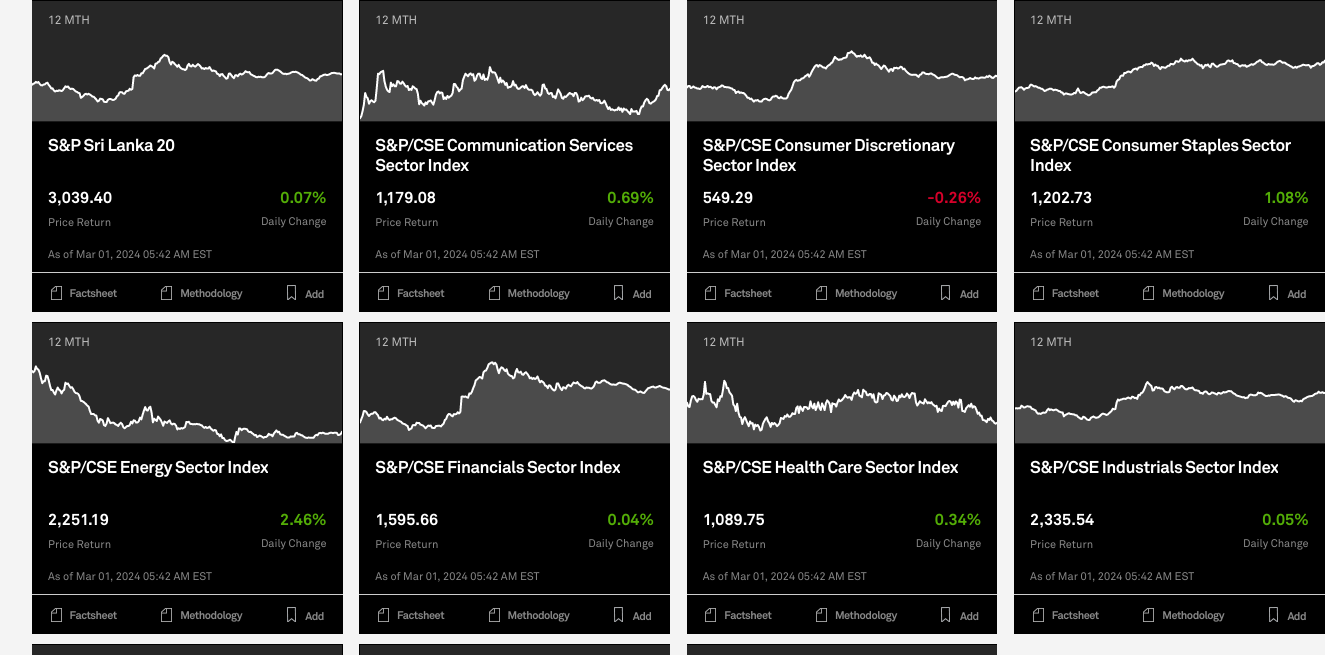 12 MTH
S&P Sri Lanka 20
3,039.40
0.07%
Price Return
Daily Change
As of Mar 01, 2024 05:42 AM EST
Factsheet
Methodology
Add
12 MTH
S&P/CSE Communication Services
Sector Index
1,179.08
0.69%
Price Return
Daily Change
As of Mar 01, 2024 05:42 AM EST
Factsheet
Methodology
Add
12 MTH
S&P/CSE Consumer Discretionary
Sector Index
549.29
-0.26%
Price Return
Daily Change
As of Mar 01, 2024 05:42 AM EST
Factsheet
Methodology
Add
12 MTH
S&P/CSE Consumer Staples Sector
Index
1,202.73
1.08%
Price Return
Daily Change
As of Mar 01, 2024 05:42 AM EST
Factsheet
Methodology
Add
12 MTH
S&P/CSE Energy Sector Index
2,251.19
2.46%
Price Return
Daily Change
As of Mar 01, 2024 05:42 AM EST
Factsheet
Methodology
Add
12 MTH
S&P/CSE Financials Sector Index
1,595.66
0.04%
Price Return
Daily Change
As of Mar 01, 2024 05:42 AM EST
Factsheet
Methodology
Add
12 MTH
S&P/CSE Health Care Sector Index
1,089.75
0.34%
Price Return
Daily Change
As of Mar 01, 2024 05:42 AM EST
Factsheet
Methodology
Add
12 MTH
S&P/CSE Industrials Sector Index
2,335.54
0.05%
Price Return
Daily Change
As of Mar 01, 2024 05:42 AM EST
Factsheet
Methodology
Add